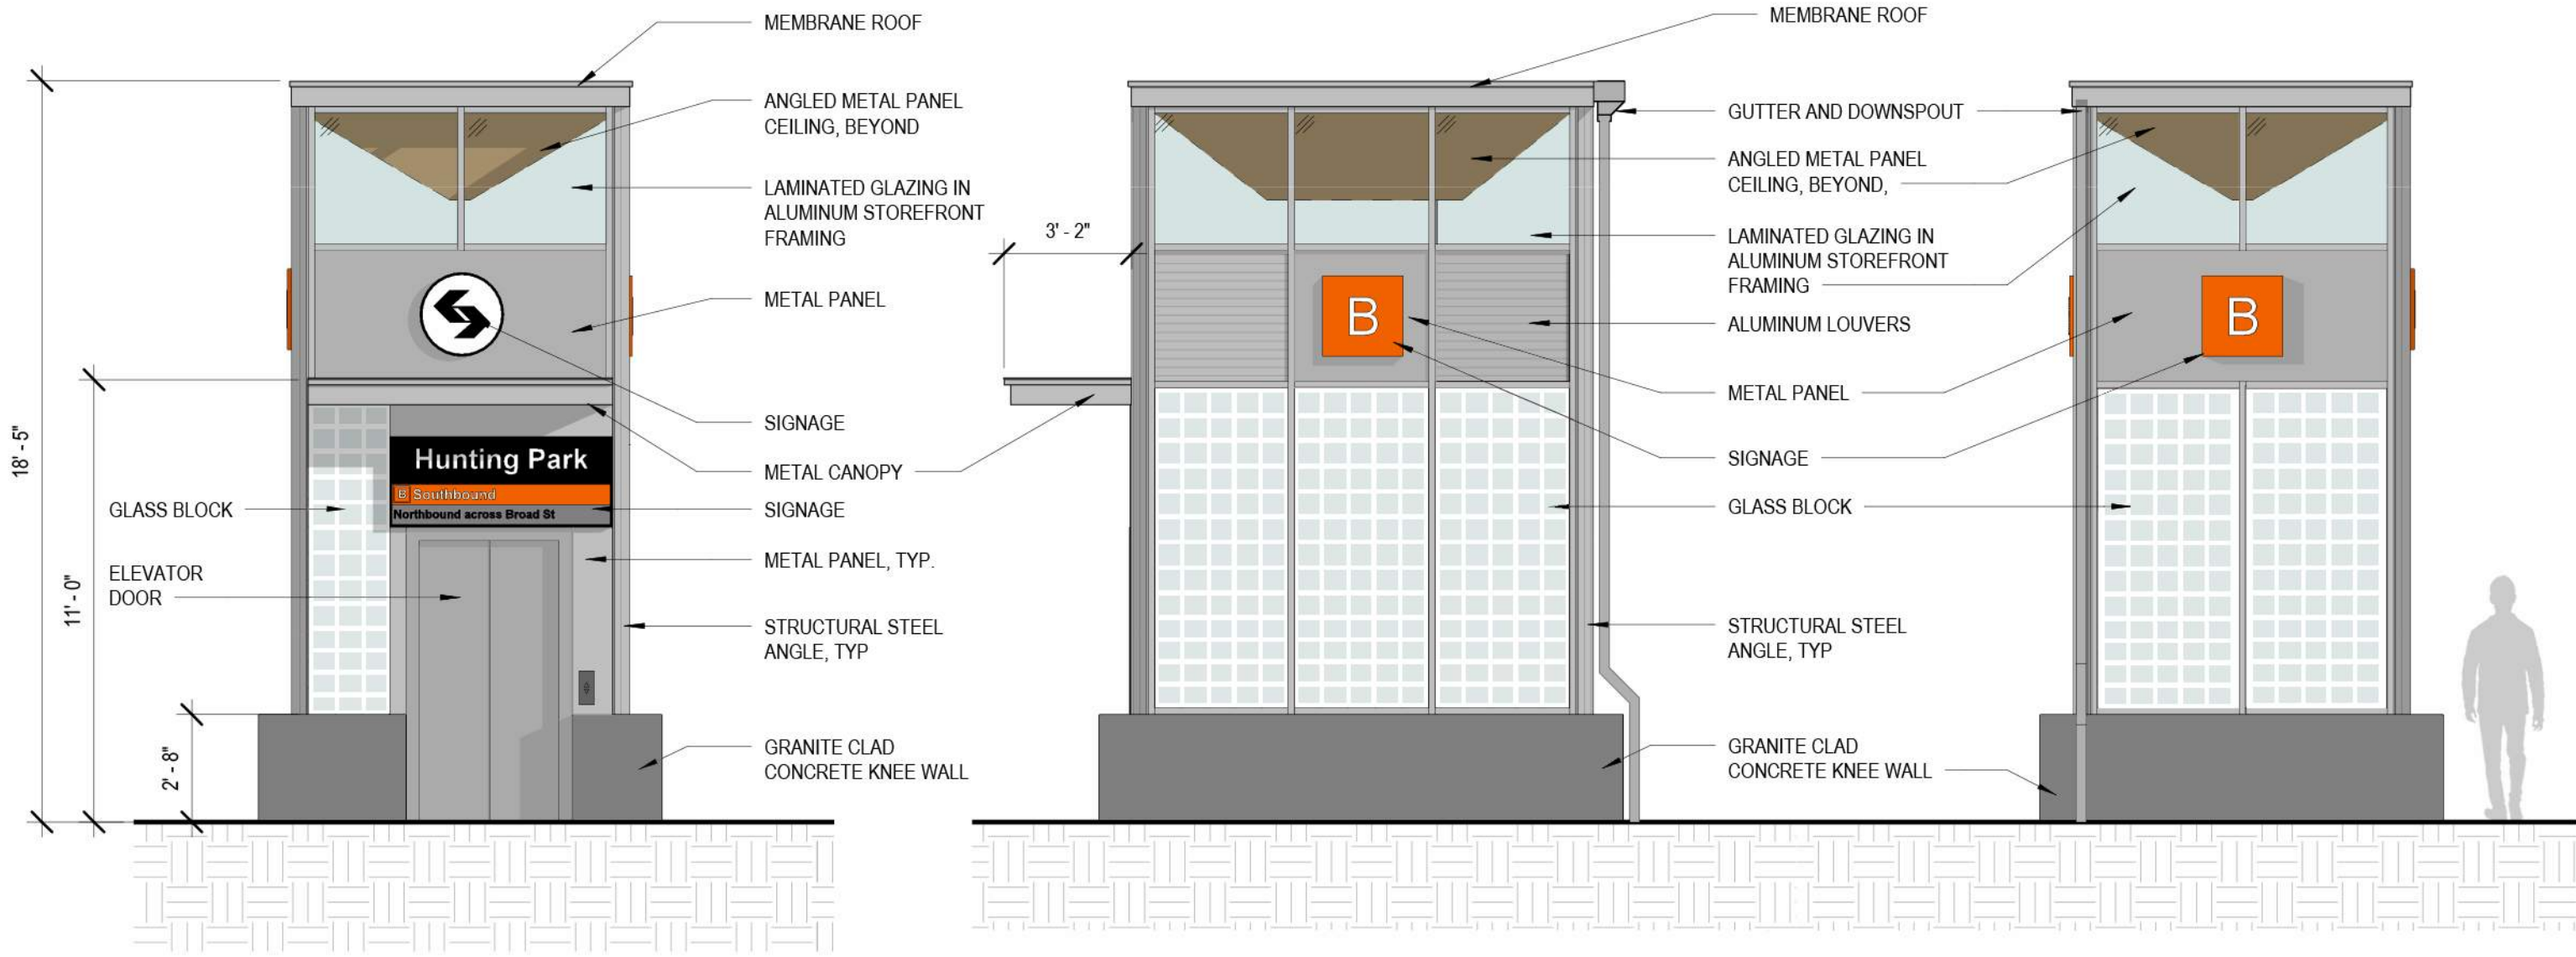 MEMBRANE ROOF
ANGLED METAL PANEL
CEILING, BEYOND
LAMINATED GLAZING IN
ALUMINUM STOREFRONT
FRAMING
METAL PANEL
SIGNAGE
METAL CANOPY
SIGNAGE
METAL PANEL, TYP.
STRUCTURAL STEEL
ANGLE, TYP
GRANITE CLAD
CONCRETE KNEE WALL
18' - 5"
11' - 0"
2' - 8"
GLASS BLOCK
ELEVATOR
DOOR
Hunting Park
B Southbound
Northbound across Broad St
3' - 2"
B
MEMBRANE ROOF
GUTTER AND DOWNSPOUT
ANGLED METAL PANEL
CEILING, BEYOND,
LAMINATED GLAZING IN
ALUMINUM STOREFRONT
FRAMING
ALUMINUM LOUVERS
METAL PANEL
SIGNAGE
GLASS BLOCK
STRUCTURAL STEEL
ANGLE, TYP
GRANITE CLAD
CONCRETE KNEE WALL
B